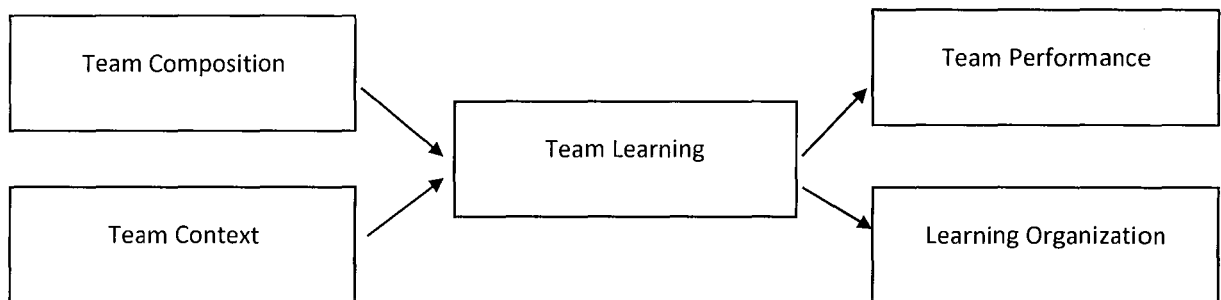 Team Composition
Team Performance
Team Learning
Team Context
Learning Organization